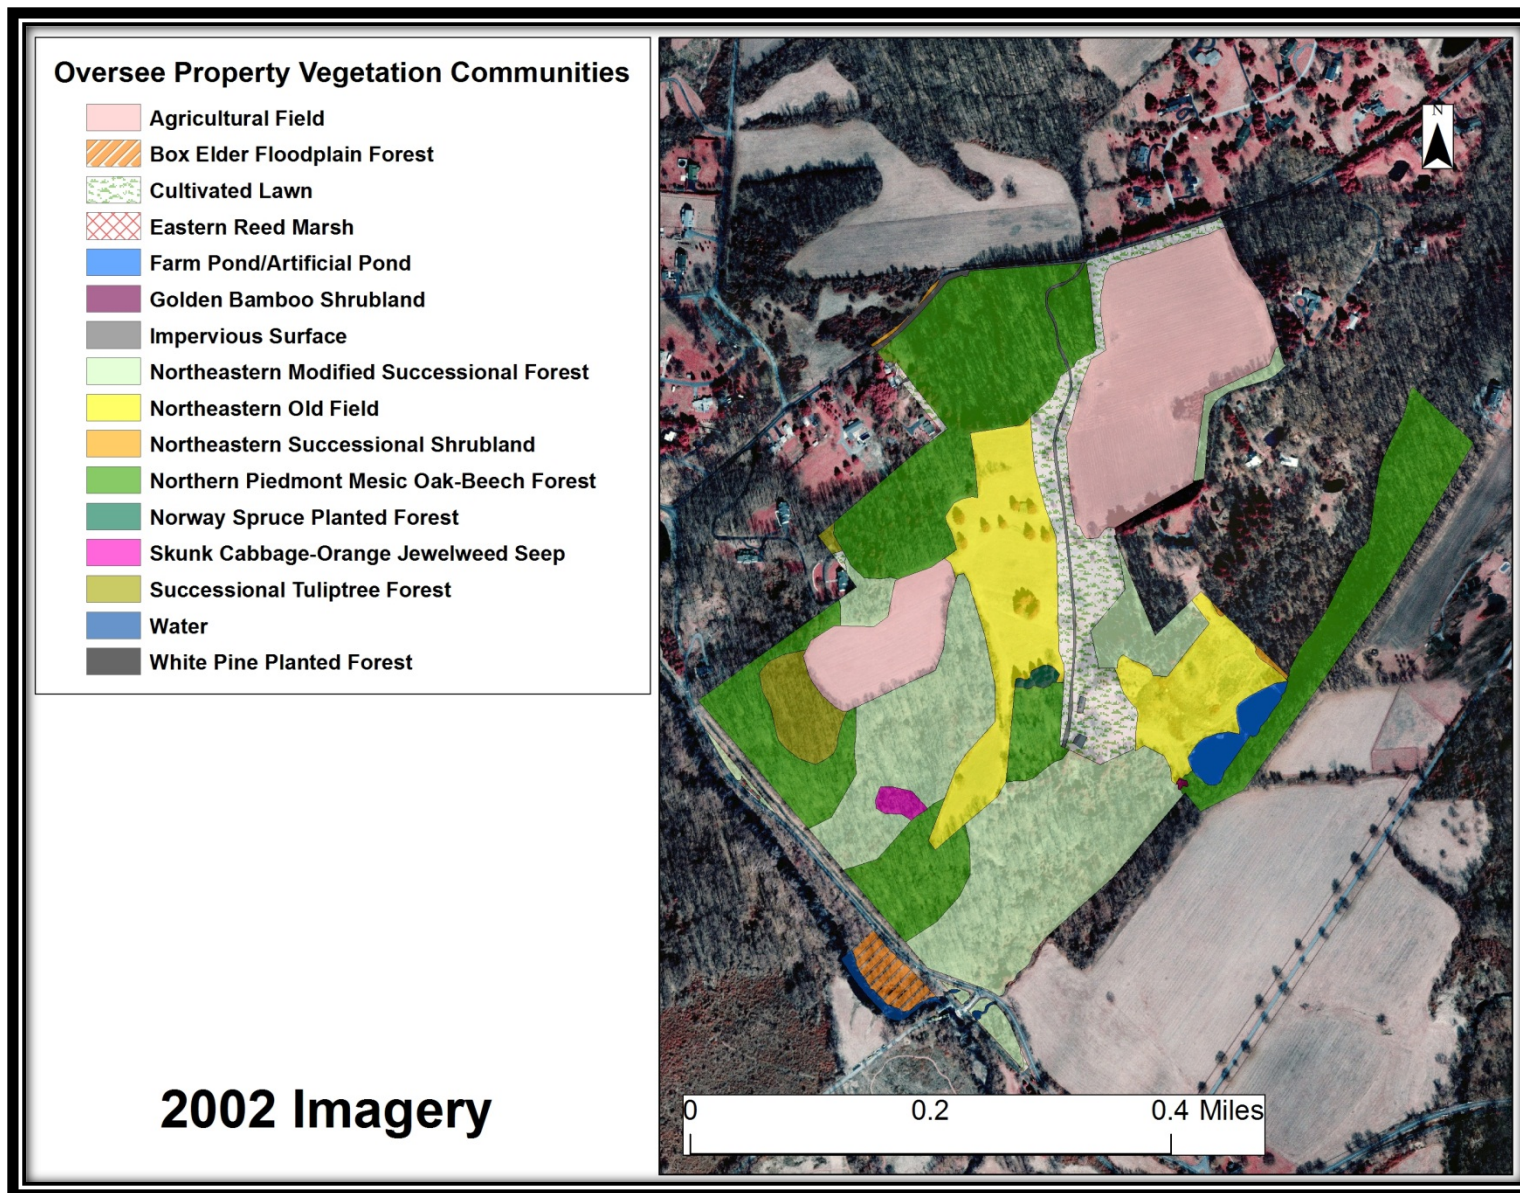 Oversee Property Vegetation Communities
Agricultural Field
Box Elder Floodplain Forest
Cultivated Lawn
Eastern Reed Marsh
Farm Pond/Artificial Pond
Golden Bamboo Shrubland
Impervious Surface
Northeastern Modified Successional Forest
Northeastern Old Field
Northeastern Successional Shrubland
Northern Piedmont Mesic Oak-Beech Forest
Norway Spruce Planted Forest
Skunk Cabbage-Orange Jewelweed Seep
Successional Tuliptree Forest
Water
White Pine Planted Forest
N
2002 Imagery
0 0.2 0.4 Miles